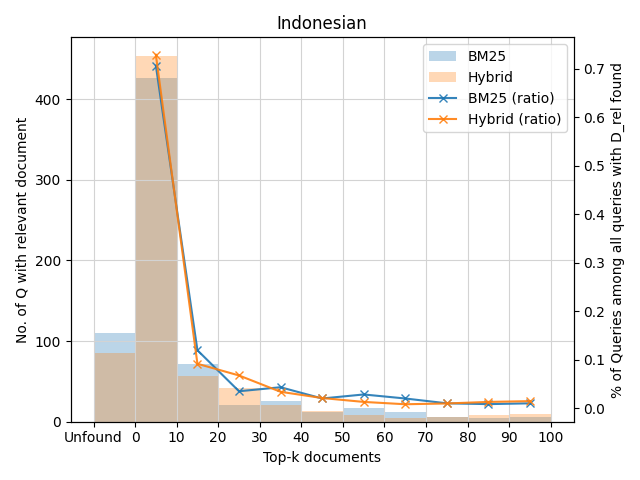 Indonesian
BM25
Hybrid
BM25 (ratio)
Hybrid (ratio)
No. of Q with relevant document
400
300
200
100
0
% of Queries among all queries with D_rel found
0.7
0.6
0.5
0.4
0.3
0.2
0.1
0.0
Unfound 0 10 20 30 40 50 60 70 80 90 100
Top-k documents